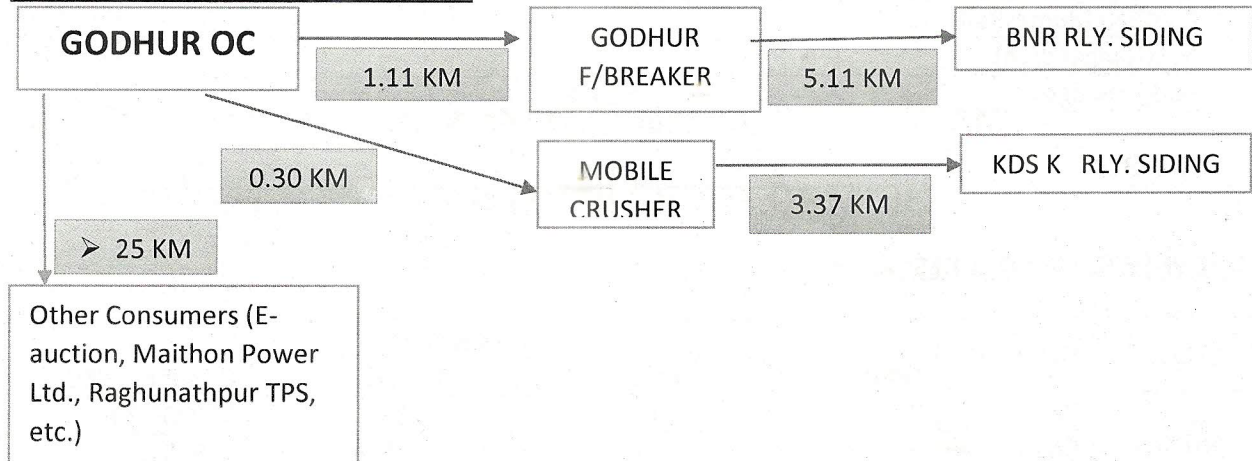 GODHUR OC
1.11 KM
GODHUR
F/BREAKER
5.11 KM
BNR RLY. SIDING
0.30 KM
MOBILE
CRUSHER
3.37 KM
KDS K RLY. SIDING
➢ 25 KM
Other Consumers (E-
auction, Maithon Power
Ltd., Raghunathpur TPS,
etc.)